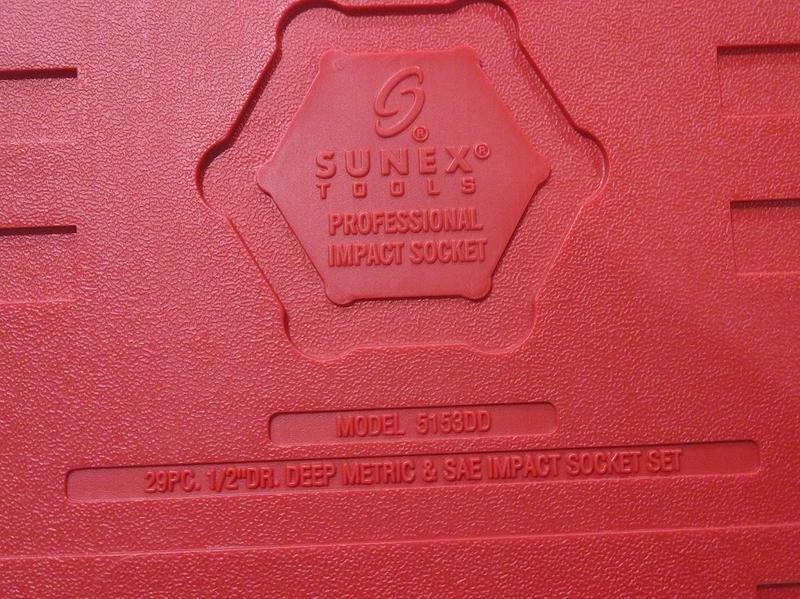 S®
SUNEX®
TOOLS
PROFESSIONAL
IMPACT SOCKET
MODEL 5153DD
29PC. 1/2"DR. DEEP METRIC & SAE IMPACT SOCKET SET